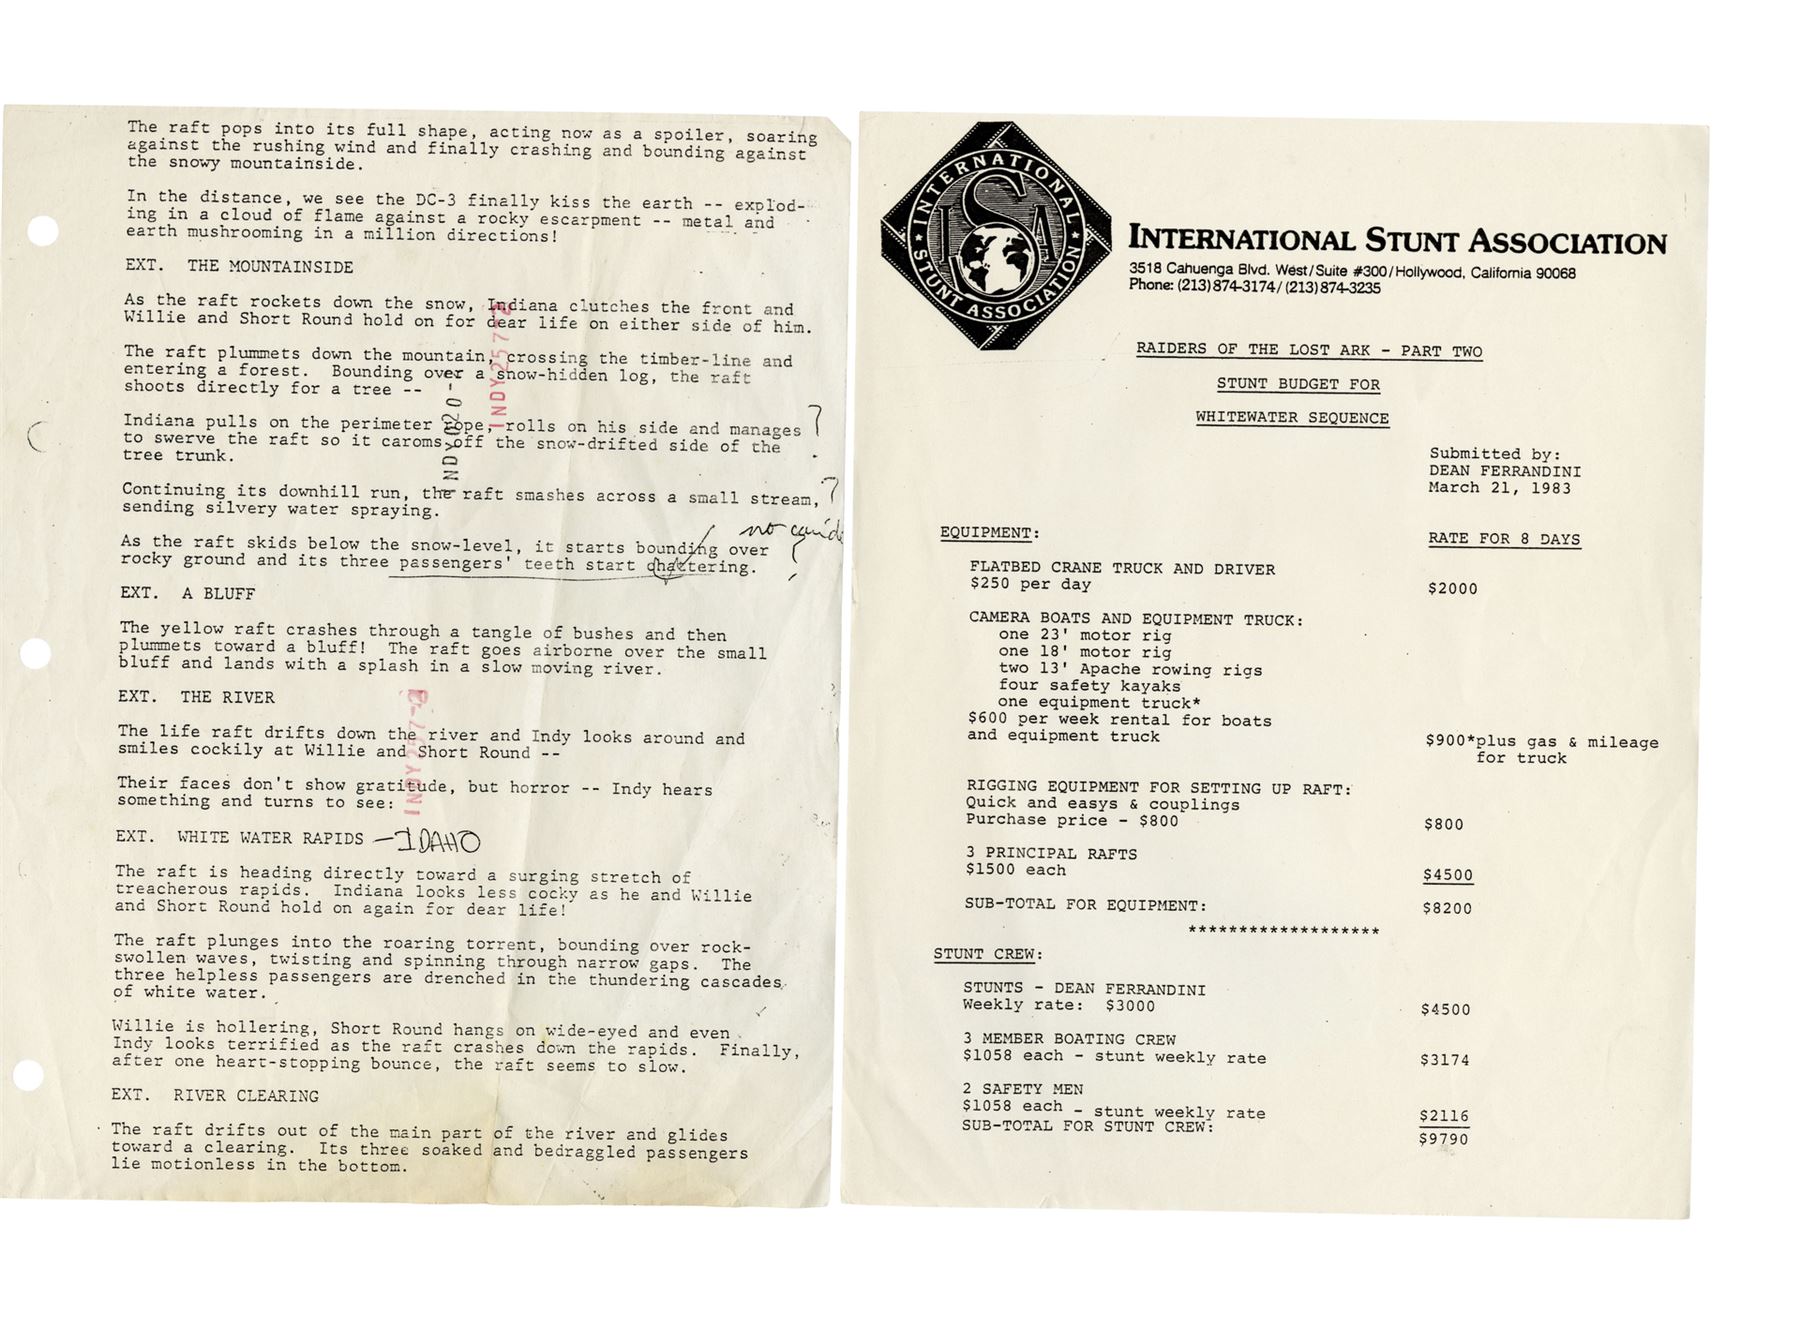 The raft pops into its full shape, acting now as a spoiler, soaring
against the rushing wind and finally crashing and bounding against
the snowy mountainside.
In the distance, we see the DC-3 finally kiss the earth -- explod-
ing in a cloud of flame against a rocky escarpment -- metal and
earth mushrooming in a million directions!
EXT. THE MOUNTAINSIDE
As the raft rockets down the snow, Indiana clutches the front and
Willie and Short Round hold on for dear life on either side of him.
The raft plummets down the mountain, crossing the timber-line and
entering a forest. Bounding over a snow-hidden log, the raft
shoots directly for a tree --
Indiana pulls on the perimeter rope, rolls on his side and manages
to swerve the raft so it caroms off the snow-drifted side of the
tree trunk.
Continuing its downhill run, the raft smashes across a small stream,
sending silvery water spraying.
no
As the raft skids below the snow-level, it starts bounding over
rocky ground and its three passengers' teeth start chattering.
EXT. A BLUFF
The yellow raft crashes through a tangle of bushes and then
plummets toward a bluff! The raft goes airborne over the small
bluff and lands with a splash in a slow moving river.
EXT. THE RIVER
The life raft drifts down the river and Indy looks around and
smiles cockily at Willie and Short Round --
Their faces don't show gratitude, but horror -- Indy hears
something and turns to see:
EXT. WHITE WATER RAPIDS - IDAHO
The raft is heading directly toward a surging stretch of
treacherous rapids. Indiana looks less cocky as he and Willie
and Short Round hold on again for dear life!
The raft plunges into the roaring torrent, bounding over rock-
swollen waves, twisting and spinning through narrow gaps. The
three helpless passengers are drenched in the thundering cascades
of white water.
Willie is hollering, Short Round hangs on wide-eyed and even
Indy looks terrified as the raft crashes down the rapids. Finally,
after one heart-stopping bounce, the raft seems to slow.
EXT. RIVER CLEARING
The raft drifts out of the main part of the river and glides
toward a clearing. Its three soaked and bedraggled passengers
lie motionless in the bottom.
INDY257-2
INDY20-
INDY257-2
INTERNATIONAL
ISA
STUNT ASSOCIATION
INTERNATIONAL STUNT ASSOCIATION
3518 Cahuenga Blvd. West/Suite #300/Hollywood, California 90068
Phone: (213) 874-3174/(213) 874-3235
RAIDERS OF THE LOST ARK - PART TWO
STUNT BUDGET FOR
WHITEWATER SEQUENCE
Submitted by:
DEAN FERRANDINI
March 21, 1983
EQUIPMENT: RATE FOR 8 DAYS
FLATBED CRANE TRUCK AND DRIVER
$250 per day $2000
CAMERA BOATS AND EQUIPMENT TRUCK:
one 23' motor rig
one 18' motor rig
two 13' Apache rowing rigs
four safety kayaks
one equipment truck*
$600 per week rental for boats
and equipment truck $900*plus gas & mileage
for truck
RIGGING EQUIPMENT FOR SETTING UP RAFT:
Quick and easys & couplings
Purchase price - $800 $800
3 PRINCIPAL RAFTS
$1500 each $4500
SUB-TOTAL FOR EQUIPMENT: $8200
*******************
STUNT CREW:
STUNTS - DEAN FERRANDINI
Weekly rate: $3000 $4500
3 MEMBER BOATING CREW
$1058 each - stunt weekly rate $3174
2 SAFETY MEN
$1058 each - stunt weekly rate $2116
SUB-TOTAL FOR STUNT CREW: $9790